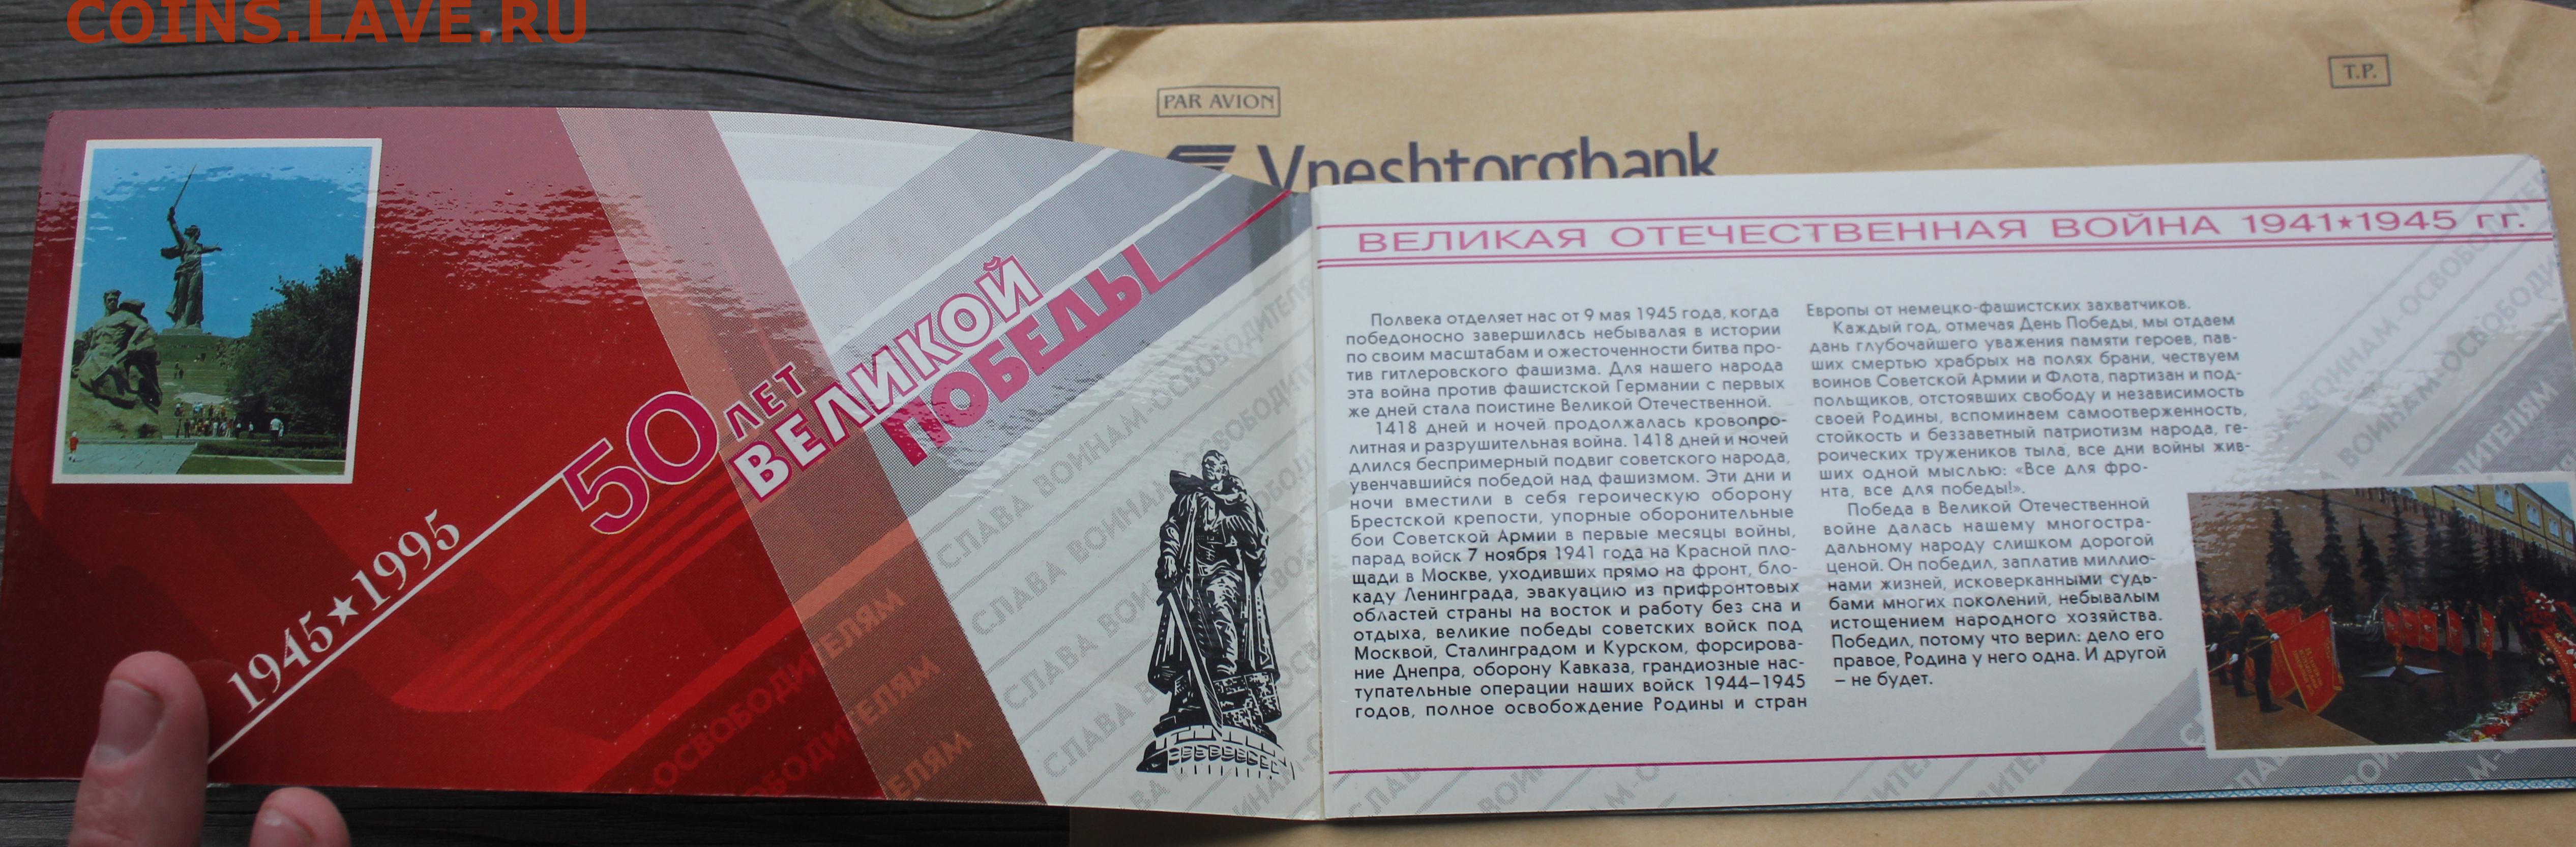 COINS.LAVE.RU
PAR AVION
T.P.
Vneshtorgbank
1945★1995
50 ЛЕТ
ВЕЛИКОЙ
ПОБЕДЫ
ОСВОБОДИТЕЛЯМ
СЛАВА ВОИНАМ-ОСВОБОДИТЕЛЯМ
ВЕЛИКАЯ ОТЕЧЕСТВЕННАЯ ВОЙНА 1941★1945 гг.
Полвека отделяет нас от 9 мая 1945 года, когда
победоносно завершилась небывалая в истории
по своим масштабам и ожесточенности битва про-
тив гитлеровского фашизма. Для нашего народа
эта война против фашистской Германии с первых
же дней стала поистине Великой Отечественной.
1418 дней и ночей продолжалась кровопро-
литная и разрушительная война. 1418 дней и ночей
длился беспримерный подвиг советского народа,
увенчавшийся победой над фашизмом. Эти дни и
ночи вместили в себя героическую оборону
Брестской крепости, упорные оборонительные
бои Советской Армии в первые месяцы войны,
парад войск 7 ноября 1941 года на Красной пло-
щади в Москве, уходивших прямо на фронт, бло-
каду Ленинграда, эвакуацию из прифронтовых
областей страны на восток и работу без сна и
отдыха, великие победы советских войск под
Москвой, Сталинградом и Курском, форсирова-
ние Днепра, оборону Кавказа, грандиозные нас-
тупательные операции наших войск 1944–1945
годов, полное освобождение Родины и стран
Европы от немецко-фашистских захватчиков.
Каждый год, отмечая День Победы, мы отдаем
дань глубочайшего уважения памяти героев, пав-
ших смертью храбрых на полях брани, чествуем
воинов Советской Армии и Флота, партизан и под-
польщиков, отстоявших свободу и независимость
своей Родины, вспоминаем самоотверженность,
стойкость и беззаветный патриотизм народа, ге-
роических тружеников тыла, все дни войны жив-
ших одной мыслью: «Все для фро-
нта, все для победы!».
Победа в Великой Отечественной
войне далась нашему многостра-
дальному народу слишком дорогой
ценой. Он победил, заплатив миллио-
нами жизней, исковерканными судь-
бами многих поколений, небывалым
истощением народного хозяйства.
Победил, потому что верил: дело его
правое, Родина у него одна. И другой
– не будет.